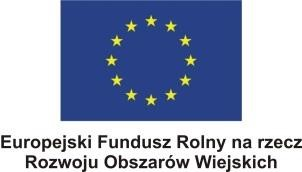 Europejski Fundusz Rolny na rzecz
Rozwoju Obszarów Wiejskich